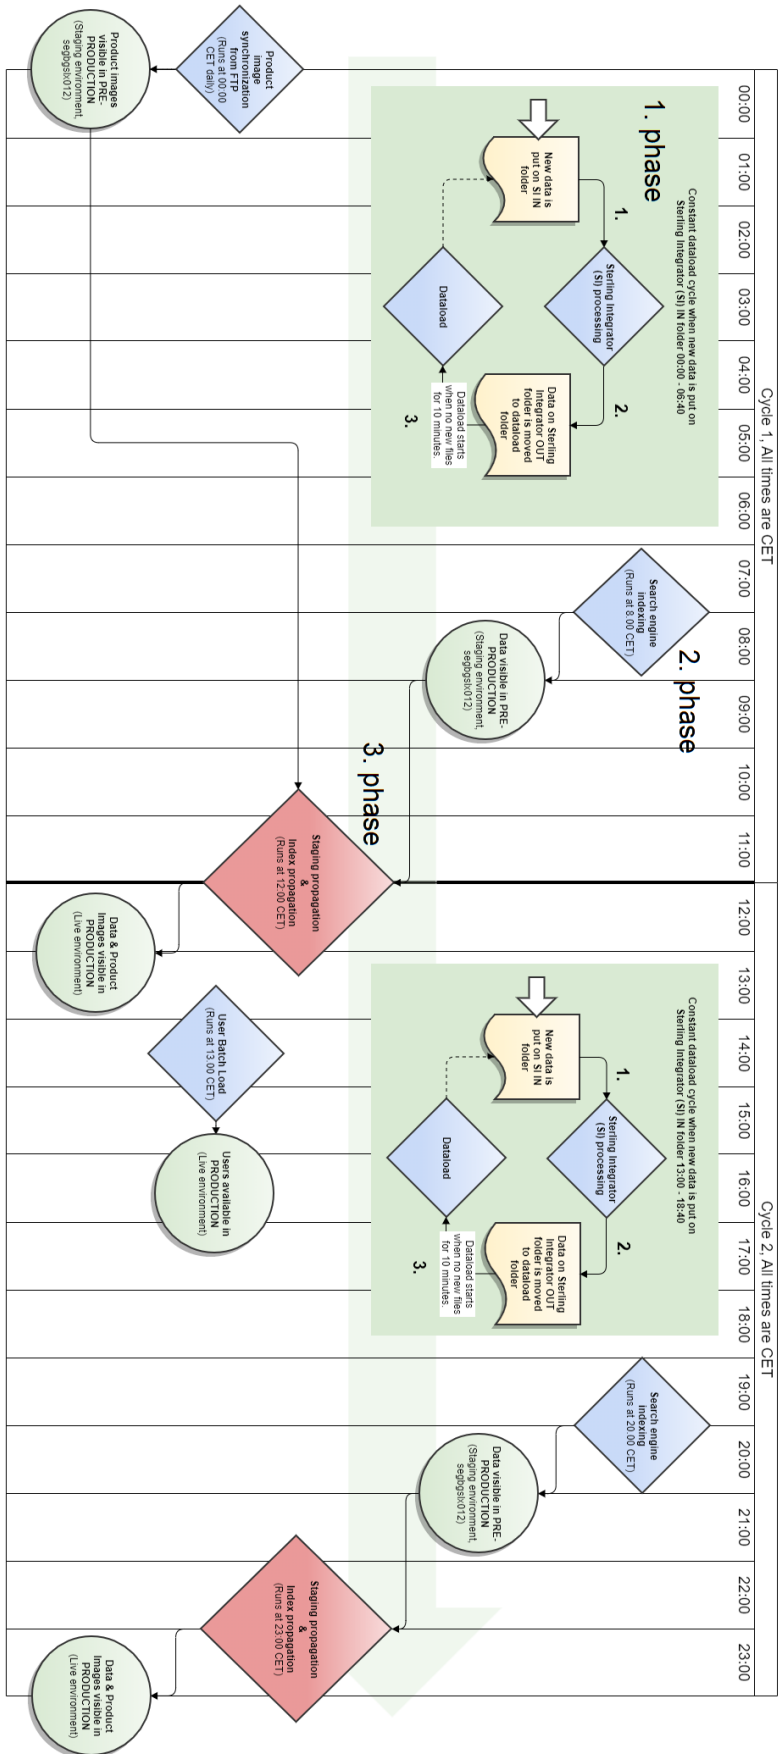 Cycle 1, All times are CET
Cycle 2, All times are CET
00:00
01:00
02:00
03:00
04:00
05:00
06:00
07:00
08:00
09:00
10:00
11:00
12:00
13:00
14:00
15:00
16:00
17:00
18:00
19:00
20:00
21:00
22:00
23:00
1. phase
Constant dataload cycle when new data is put on
Sterling Integrator (SI) IN folder 00:00 - 06:40
New data is
put on SI IN
folder
1.
Sterling Integrator
(SI) processing
2.
Data on Sterling
Integrator OUT
folder is moved
to dataload
folder
Dataload starts
when no new files
for 10 minutes.
3.
Dataload
2. phase
Search engine
indexing
(Runs at 8.00 CET)
Data visible in PRE-
PRODUCTION
(Staging environment,
segbgslx012)
3. phase
Product
image
synchronization
from FTP
(Runs at 00:00
CET daily)
Product images
visible in PRE-
PRODUCTION
(Staging environment,
segbgslx012)
Staging propagation
&
Index propagation
(Runs at 12:00 CET)
Data & Product
Images visible in
PRODUCTION
(Live environment)
Constant dataload cycle when new data is put on
Sterling Integrator (SI) IN folder 13:00 - 18:40
New data is
put on SI IN
folder
1.
Sterling Integrator
(SI) processing
2.
Data on Sterling
Integrator OUT
folder is moved
to dataload
folder
Dataload starts
when no new files
for 10 minutes.
3.
Dataload
User Batch Load
(Runs at 13:00 CET)
Users available in
PRODUCTION
(Live environment)
Search engine
indexing
(Runs at 20.00 CET)
Data visible in PRE-
PRODUCTION
(Staging environment,
segbgslx012)
Staging propagation
&
Index propagation
(Runs at 23:00 CET)
Data & Product
Images visible in
PRODUCTION
(Live environment)